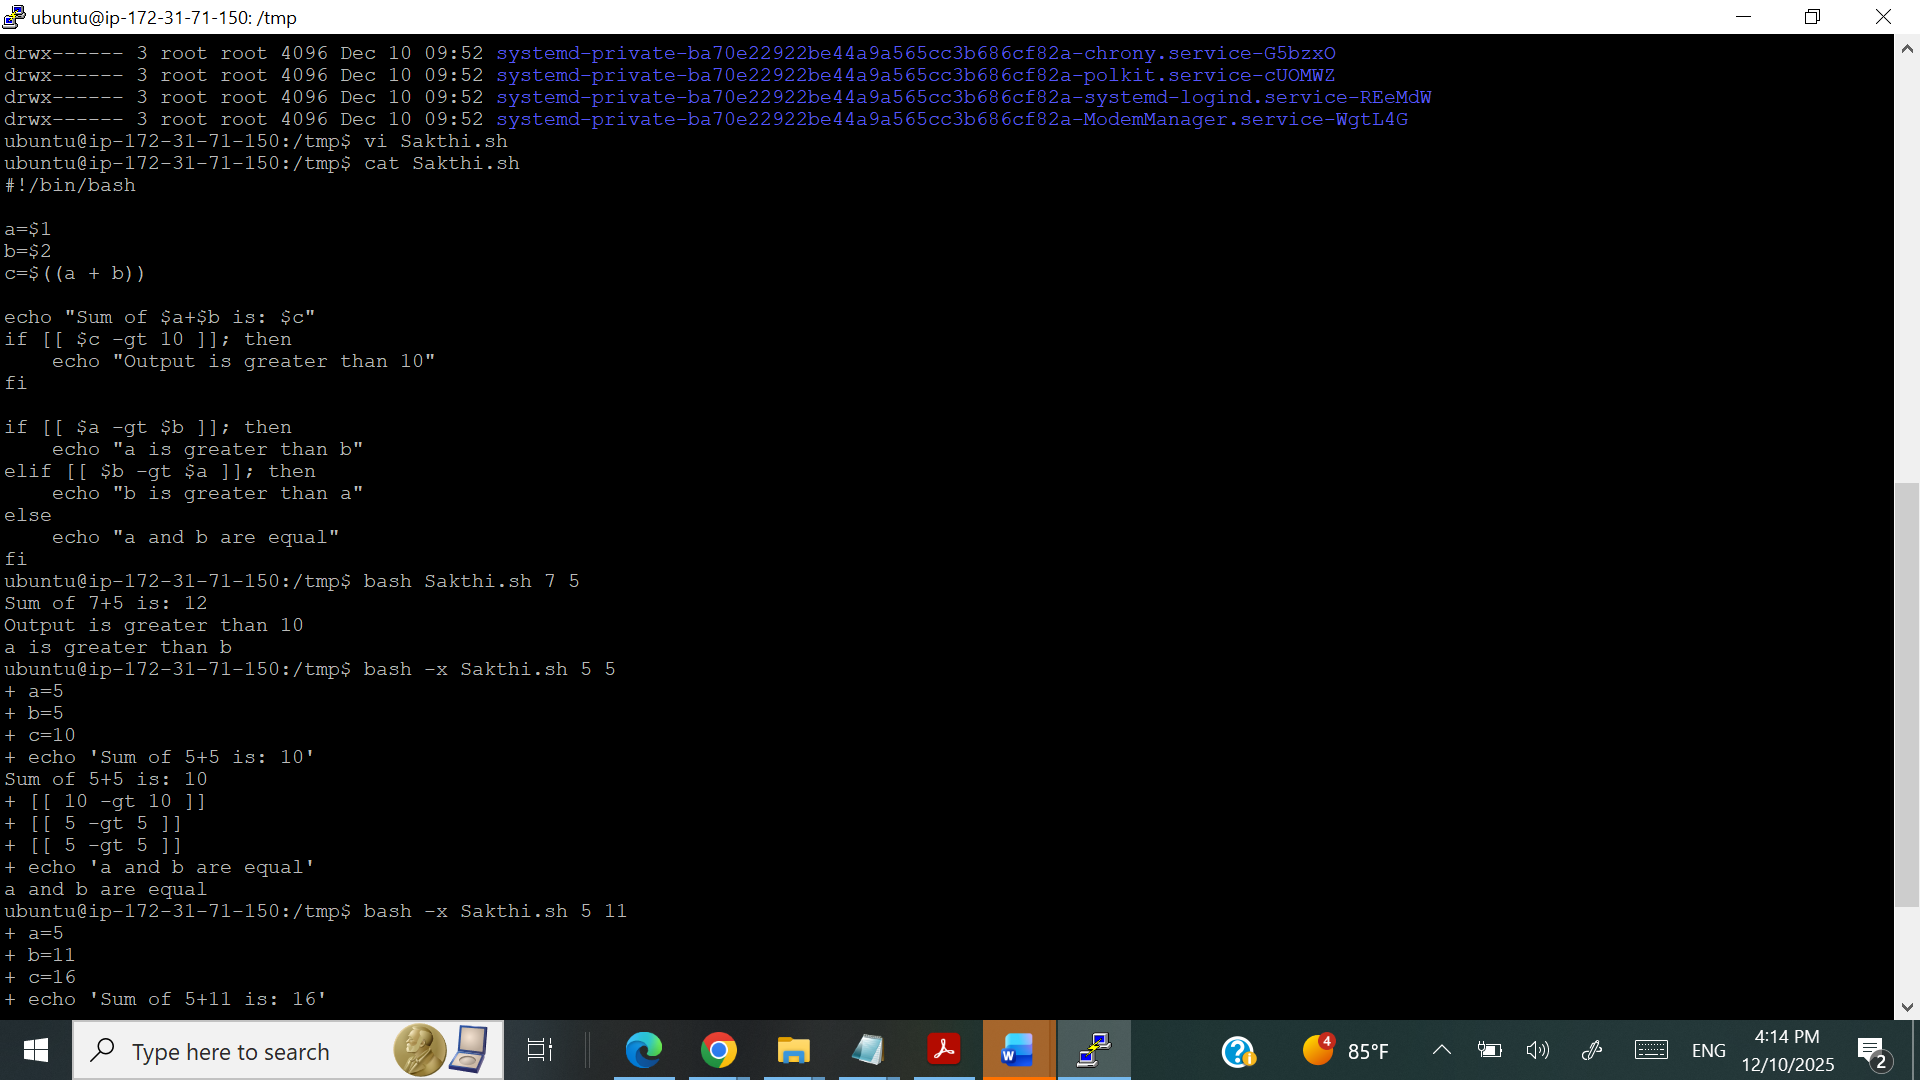 ubuntu@ip-172-31-71-150: /tmp
drwx------ 3 root root 4096 Dec 10 09:52 systemd-private-ba70e22922be44a9a565cc3b686cf82a-chrony.service-G5bzxO
drwx------ 3 root root 4096 Dec 10 09:52 systemd-private-ba70e22922be44a9a565cc3b686cf82a-polkit.service-cUOMWZ
drwx------ 3 root root 4096 Dec 10 09:52 systemd-private-ba70e22922be44a9a565cc3b686cf82a-systemd-logind.service-REeMdW
drwx------ 3 root root 4096 Dec 10 09:52 systemd-private-ba70e22922be44a9a565cc3b686cf82a-ModemManager.service-WgtL4G
ubuntu@ip-172-31-71-150:/tmp$ vi Sakthi.sh
ubuntu@ip-172-31-71-150:/tmp$ cat Sakthi.sh
#!/bin/bash

a=$1
b=$2
c=$((a + b))

echo "Sum of $a+$b is: $c"
if [[ $c -gt 10 ]]; then
    echo "Output is greater than 10"
fi

if [[ $a -gt $b ]]; then
    echo "a is greater than b"
elif [[ $b -gt $a ]]; then
    echo "b is greater than a"
else
    echo "a and b are equal"
fi
ubuntu@ip-172-31-71-150:/tmp$ bash Sakthi.sh 7 5
Sum of 7+5 is: 12
Output is greater than 10
a is greater than b
ubuntu@ip-172-31-71-150:/tmp$ bash -x Sakthi.sh 5 5
+ a=5
+ b=5
+ c=10
+ echo 'Sum of 5+5 is: 10'
Sum of 5+5 is: 10
+ [[ 10 -gt 10 ]]
+ [[ 5 -gt 5 ]]
+ [[ 5 -gt 5 ]]
+ echo 'a and b are equal'
a and b are equal
ubuntu@ip-172-31-71-150:/tmp$ bash -x Sakthi.sh 5 11
+ a=5
+ b=11
+ c=16
+ echo 'Sum of 5+11 is: 16'
Type here to search
4
85°F
ENG
4:14 PM
12/10/2025
2